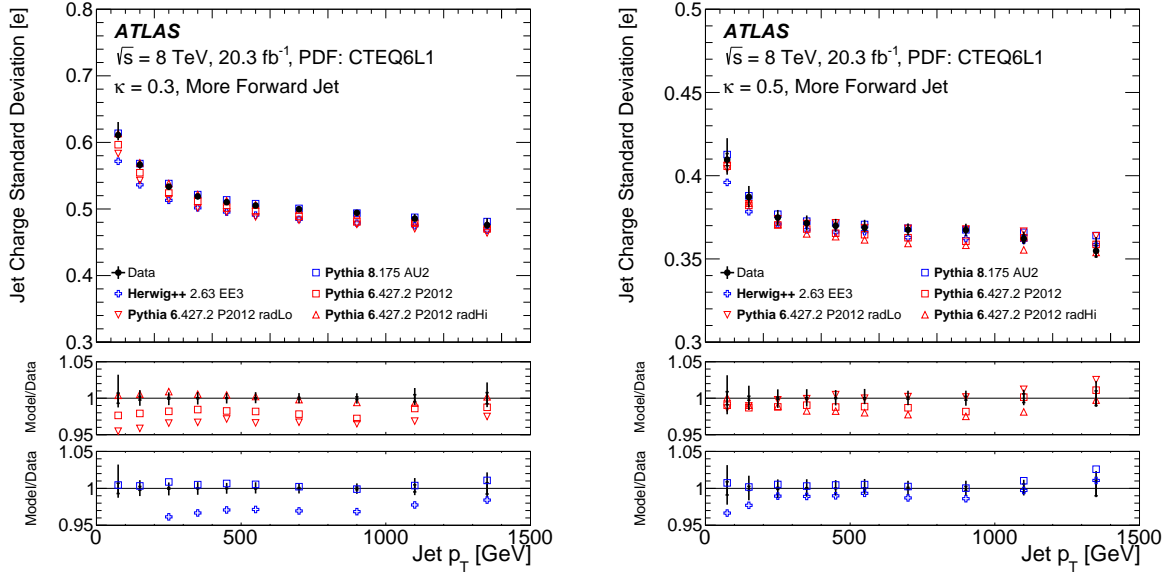 Jet Charge Standard Deviation [e]
0.8
0.7
0.6
0.5
0.4
0.3
ATLAS
√s = 8 TeV, 20.3 fb⁻¹, PDF: CTEQ6L1
κ = 0.3, More Forward Jet
Data
Herwig++ 2.63 EE3
Pythia 6.427.2 P2012 radLo
Pythia 8.175 AU2
Pythia 6.427.2 P2012
Pythia 6.427.2 P2012 radHi
Model/Data
1.05
1
0.95
Model/Data
1.05
1
0.95
0 500 1000 1500
Jet p_T [GeV]
Jet Charge Standard Deviation [e]
0.5
0.45
0.4
0.35
0.3
ATLAS
√s = 8 TeV, 20.3 fb⁻¹, PDF: CTEQ6L1
κ = 0.5, More Forward Jet
Data
Herwig++ 2.63 EE3
Pythia 6.427.2 P2012 radLo
Pythia 8.175 AU2
Pythia 6.427.2 P2012
Pythia 6.427.2 P2012 radHi
Model/Data
1.05
1
0.95
Model/Data
1.05
1
0.95
0 500 1000 1500
Jet p_T [GeV]